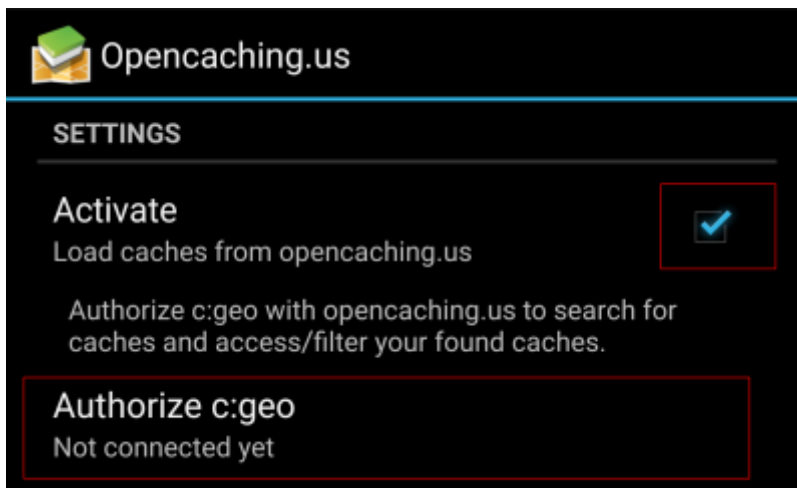 Opencaching.us
SETTINGS
Activate
Load caches from opencaching.us
Authorize c:geo with opencaching.us to search for
caches and access/filter your found caches.
Authorize c:geo
Not connected yet